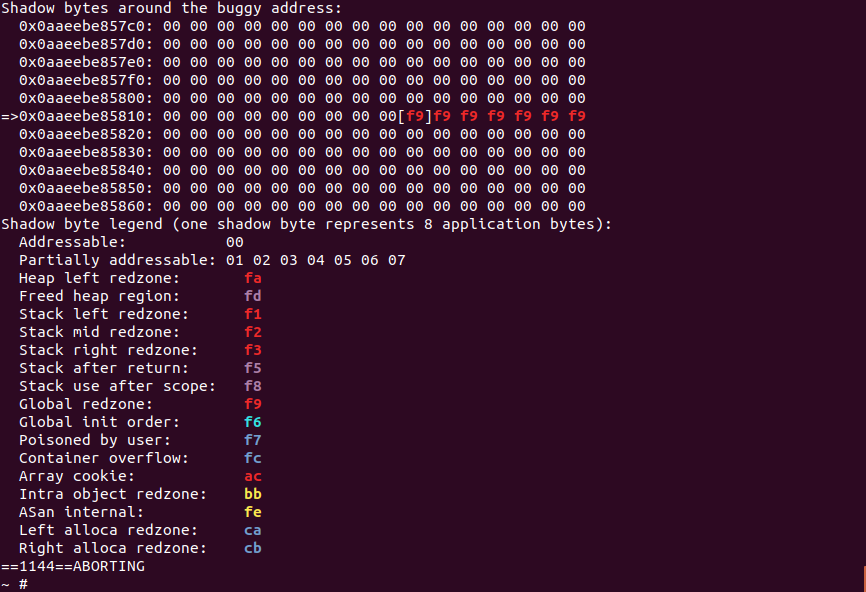 Shadow bytes around the buggy address:
  0x0aaeebe857c0: 00 00 00 00 00 00 00 00 00 00 00 00 00 00 00 00
  0x0aaeebe857d0: 00 00 00 00 00 00 00 00 00 00 00 00 00 00 00 00
  0x0aaeebe857e0: 00 00 00 00 00 00 00 00 00 00 00 00 00 00 00 00
  0x0aaeebe857f0: 00 00 00 00 00 00 00 00 00 00 00 00 00 00 00 00
  0x0aaeebe85800: 00 00 00 00 00 00 00 00 00 00 00 00 00 00 00 00
=>0x0aaeebe85810: 00 00 00 00 00 00 00 00 00[f9]f9 f9 f9 f9 f9 f9
  0x0aaeebe85820: 00 00 00 00 00 00 00 00 00 00 00 00 00 00 00 00
  0x0aaeebe85830: 00 00 00 00 00 00 00 00 00 00 00 00 00 00 00 00
  0x0aaeebe85840: 00 00 00 00 00 00 00 00 00 00 00 00 00 00 00 00
  0x0aaeebe85850: 00 00 00 00 00 00 00 00 00 00 00 00 00 00 00 00
  0x0aaeebe85860: 00 00 00 00 00 00 00 00 00 00 00 00 00 00 00 00
Shadow byte legend (one shadow byte represents 8 application bytes):
  Addressable:           00
  Partially addressable: 01 02 03 04 05 06 07
  Heap left redzone:       fa
  Freed heap region:       fd
  Stack left redzone:      f1
  Stack mid redzone:       f2
  Stack right redzone:     f3
  Stack after return:      f5
  Stack use after scope:   f8
  Global redzone:          f9
  Global init order:       f6
  Poisoned by user:        f7
  Container overflow:      fc
  Array cookie:            ac
  Intra object redzone:    bb
  ASan internal:           fe
  Left alloca redzone:     ca
  Right alloca redzone:    cb
==1144==ABORTING
~ #